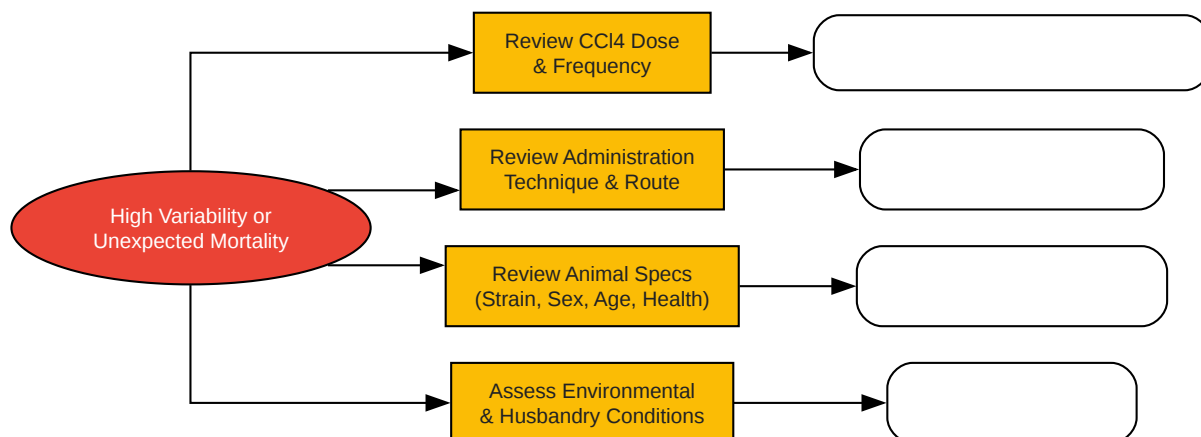 Review CCl4 Dose
& Frequency
Review Administration
Technique & Route
High Variability or
Unexpected Mortality
Review Animal Specs
(Strain, Sex, Age, Health)
Assess Environmental
& Husbandry Conditions